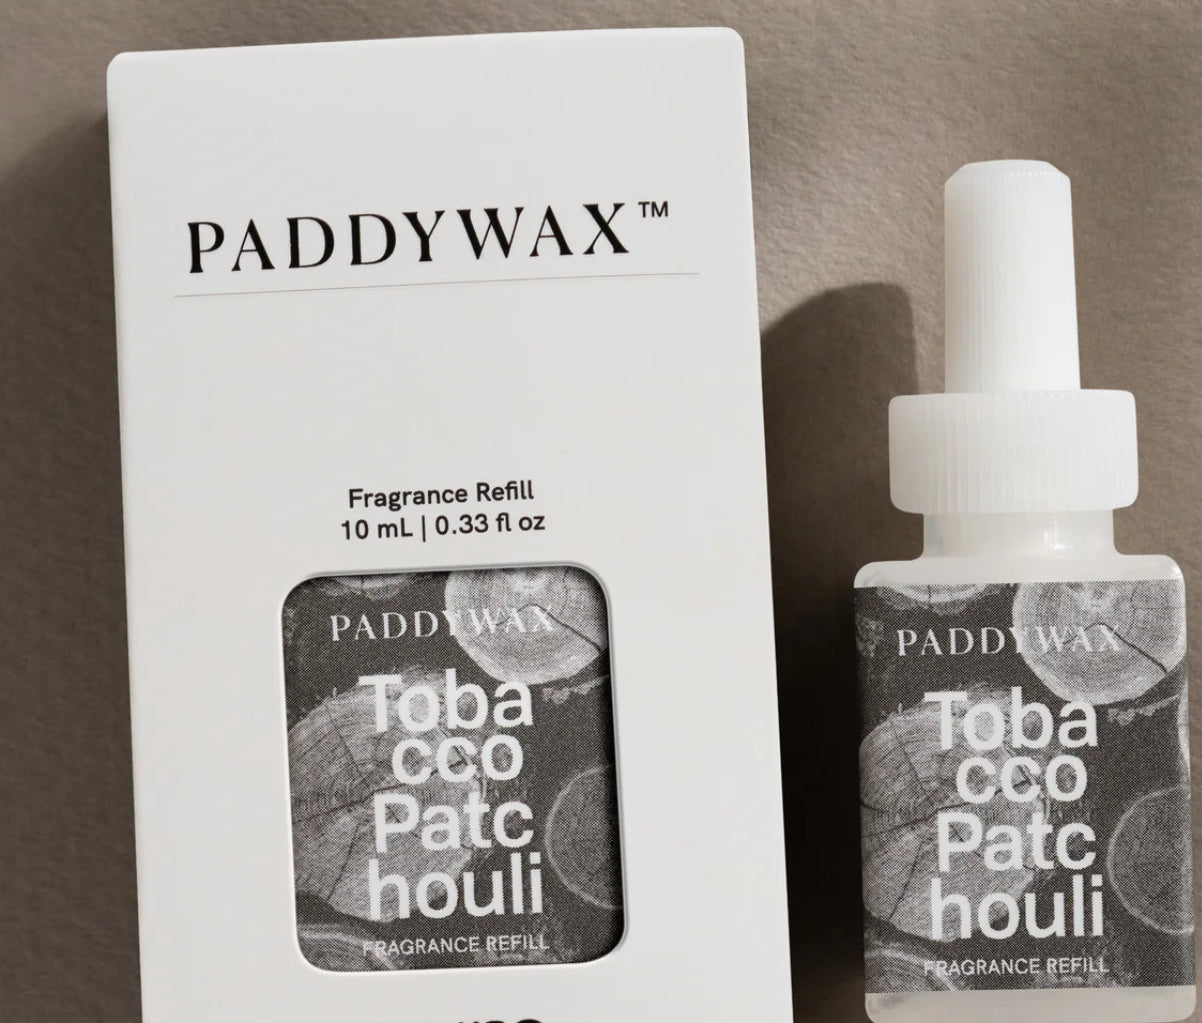 PADDYWAX™
Fragrance Refill
10 mL | 0.33 fl oz
PADDYWAX
Toba
cco
Patc
houli
FRAGRANCE REFILL
PADDYWAX
Toba
cco
Patc
houli
FRAGRANCE REFILL